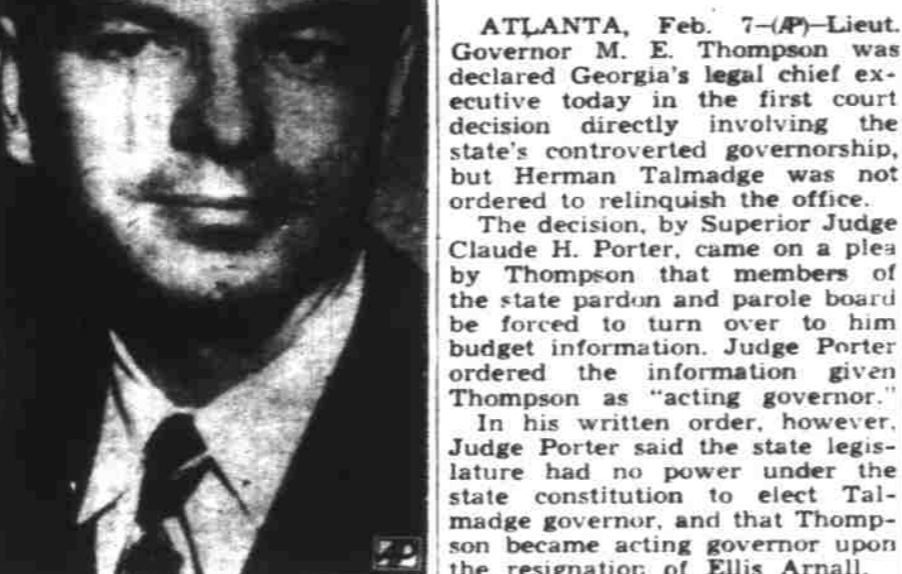 ATLANTA, Feb. 7—(AP)—Lieut.
Governor M. E. Thompson was
declared Georgia's legal chief ex-
ecutive today in the first court
decision directly involving the
state's controverted governorship,
but Herman Talmadge was not
ordered to relinquish the office.
The decision, by Superior Judge
Claude H. Porter, came on a plea
by Thompson that members of
the state pardon and parole board
be forced to turn over to him
budget information. Judge Porter
ordered the information given
Thompson as "acting governor."
In his written order, however,
Judge Porter said the state legis-
lature had no power under the
state constitution to elect Tal-
madge governor, and that Thomp-
son became acting governor upon
the resignation of Ellis Arnall.
AP